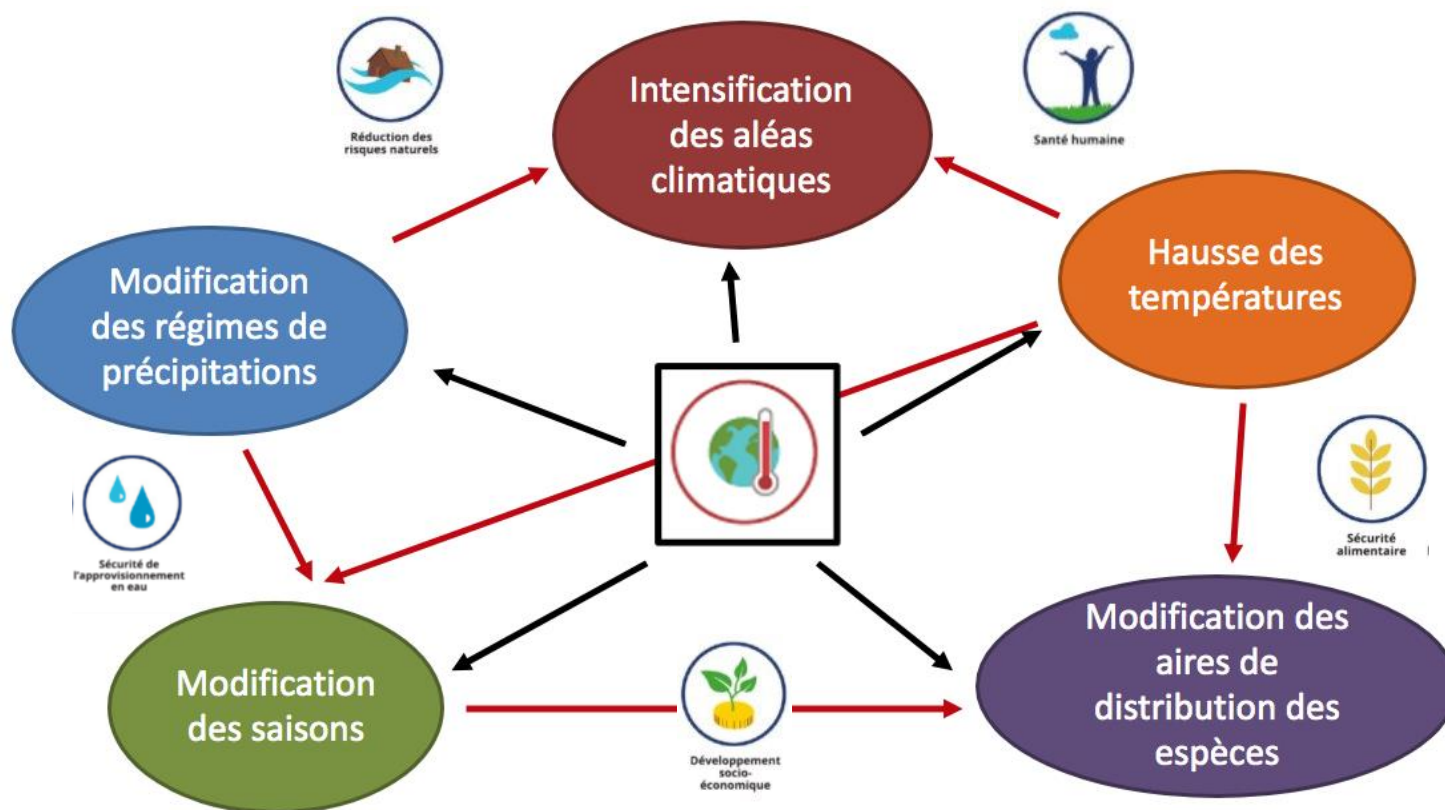 Intensification
des aléas
climatiques
Réduction des
risques naturels
Santé humaine
Hausse des
températures
Modification
des régimes de
précipitations
Sécurité de
l'approvisionnement
en eau
Sécurité
alimentaire
Modification
des saisons
Développement
socio-
économique
Modification des
aires de
distribution des
espèces